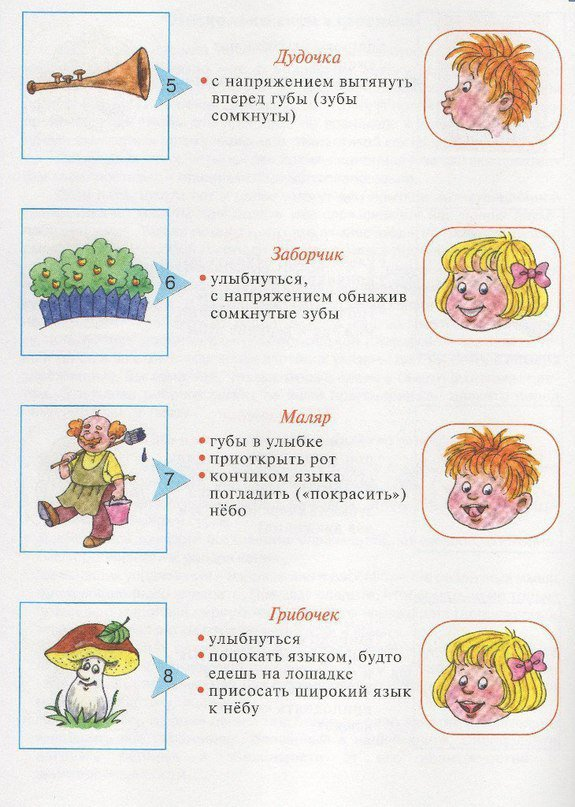 Дудочка
5
• с напряжением вытянуть
вперед губы (зубы
сомкнуты)
Заборчик
6
• улыбнуться,
с напряжением обнажив
сомкнутые зубы
Маляр
• губы в улыбке
• приоткрыть рот
7
• кончиком языка
погладить («покрасить»)
нёбо
Грибочек
• улыбнуться
• поцокать языком, будто
8
едешь на лошадке
• присосать широкий язык
к нёбу